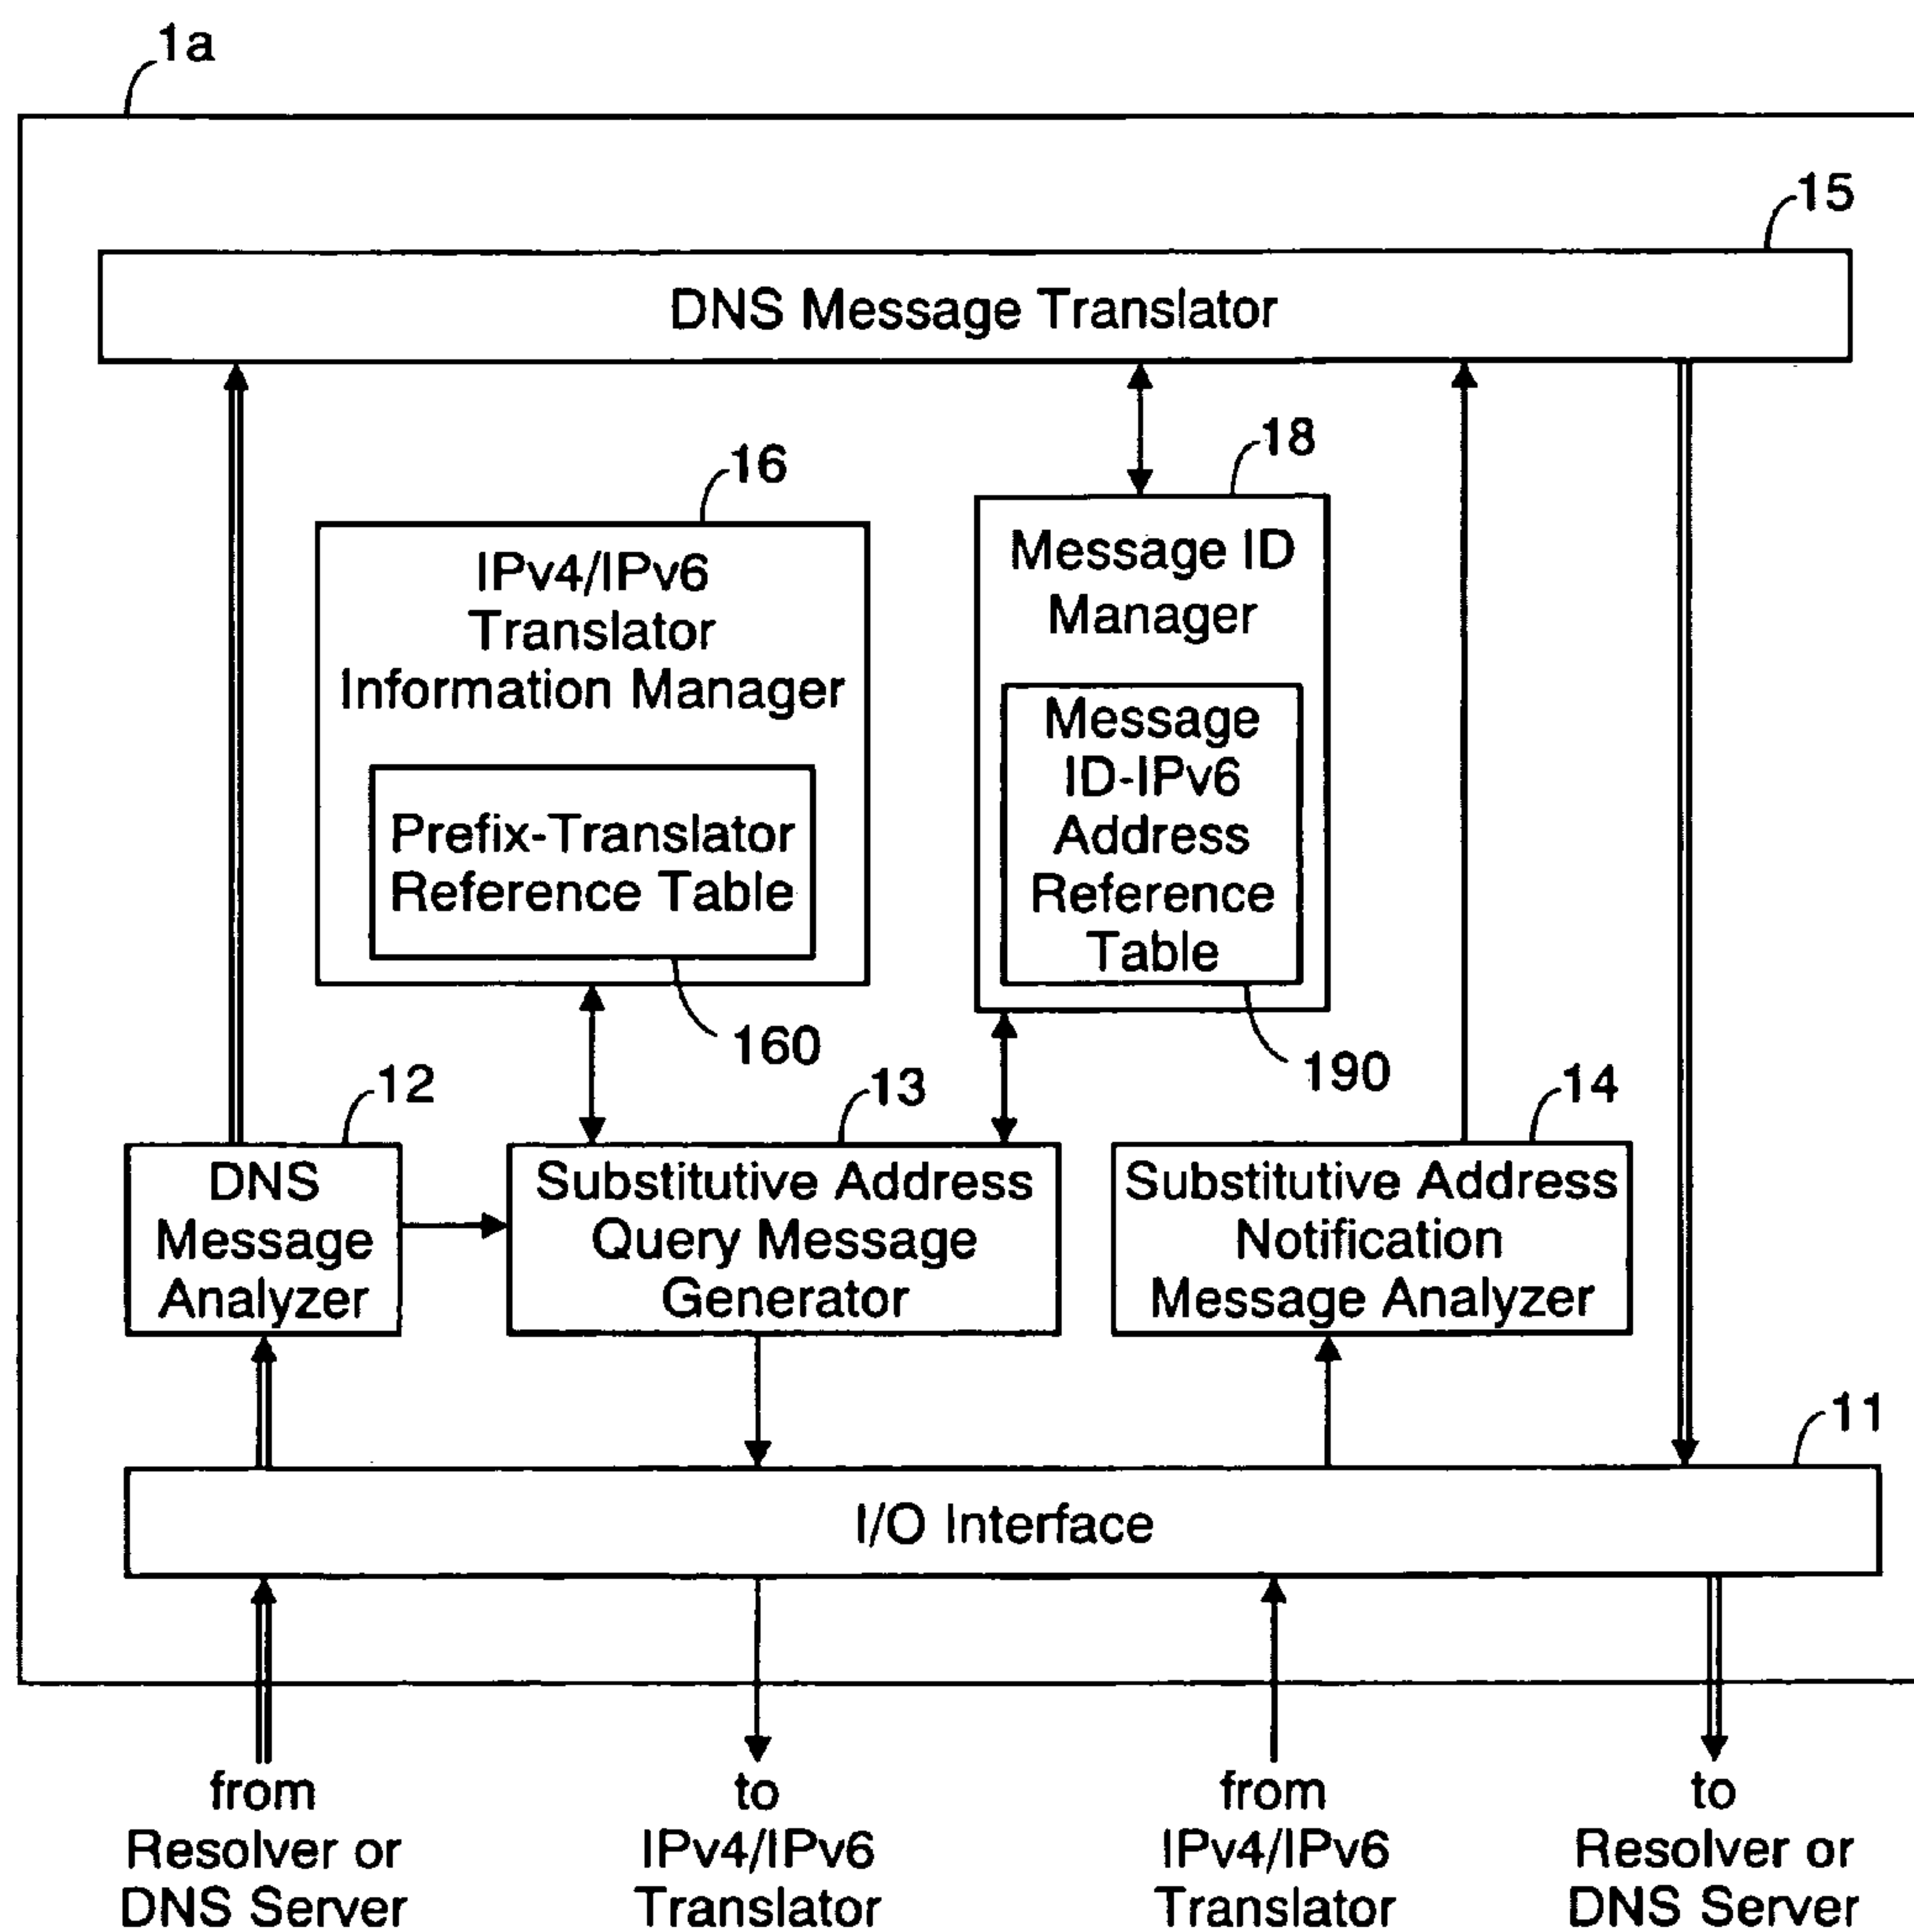 1a
15
DNS Message Translator
16
18
IPv4/IPv6
Translator
Information Manager
Message ID
Manager
Prefix-Translator
Reference Table
Message
ID-IPv6
Address
Reference
Table
160
190
12
13
14
DNS
Message
Analyzer
Substitutive Address
Query Message
Generator
Substitutive Address
Notification
Message Analyzer
11
I/O Interface
from
Resolver or
DNS Server
to
IPv4/IPv6
Translator
from
IPv4/IPv6
Translator
to
Resolver or
DNS Server